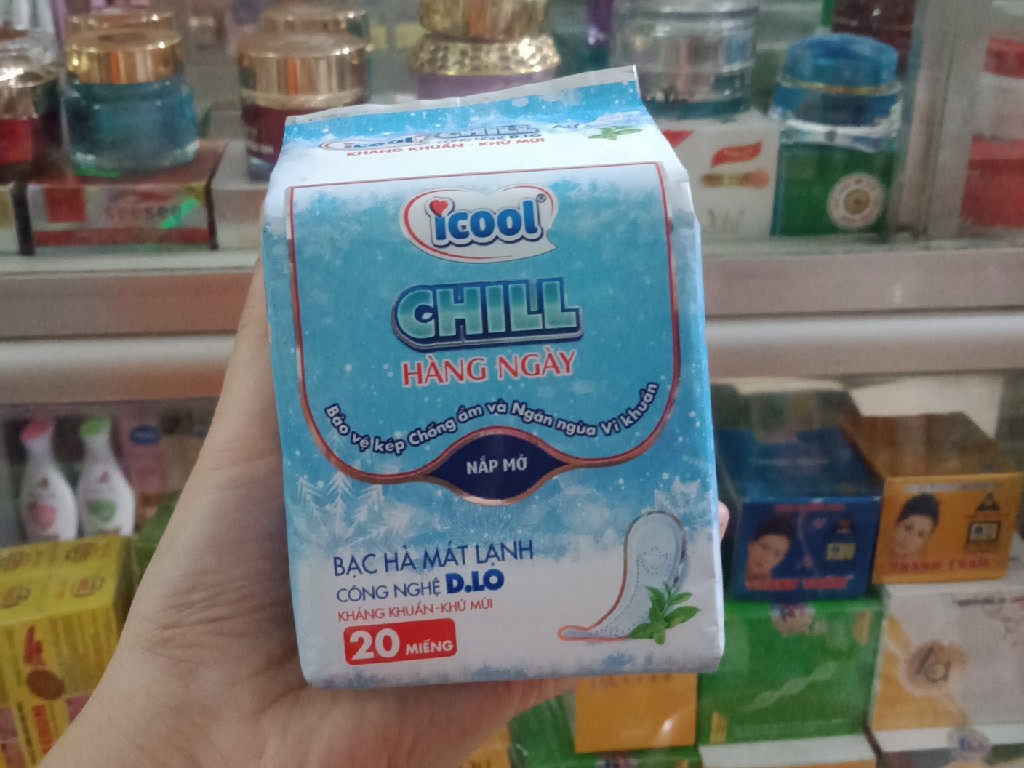 icool CHILL
KHÁNG KHUẨN - KHỬ MÙI
icool®
CHILL
HÀNG NGÀY
Bảo vệ kép Chống ẩm và Ngăn ngừa Vi khuẩn
NẮP MỞ
BẠC HÀ MÁT LẠNH
CÔNG NGHỆ D.LO
KHÁNG KHUẨN-KHỬ MÙI
20 MIẾNG